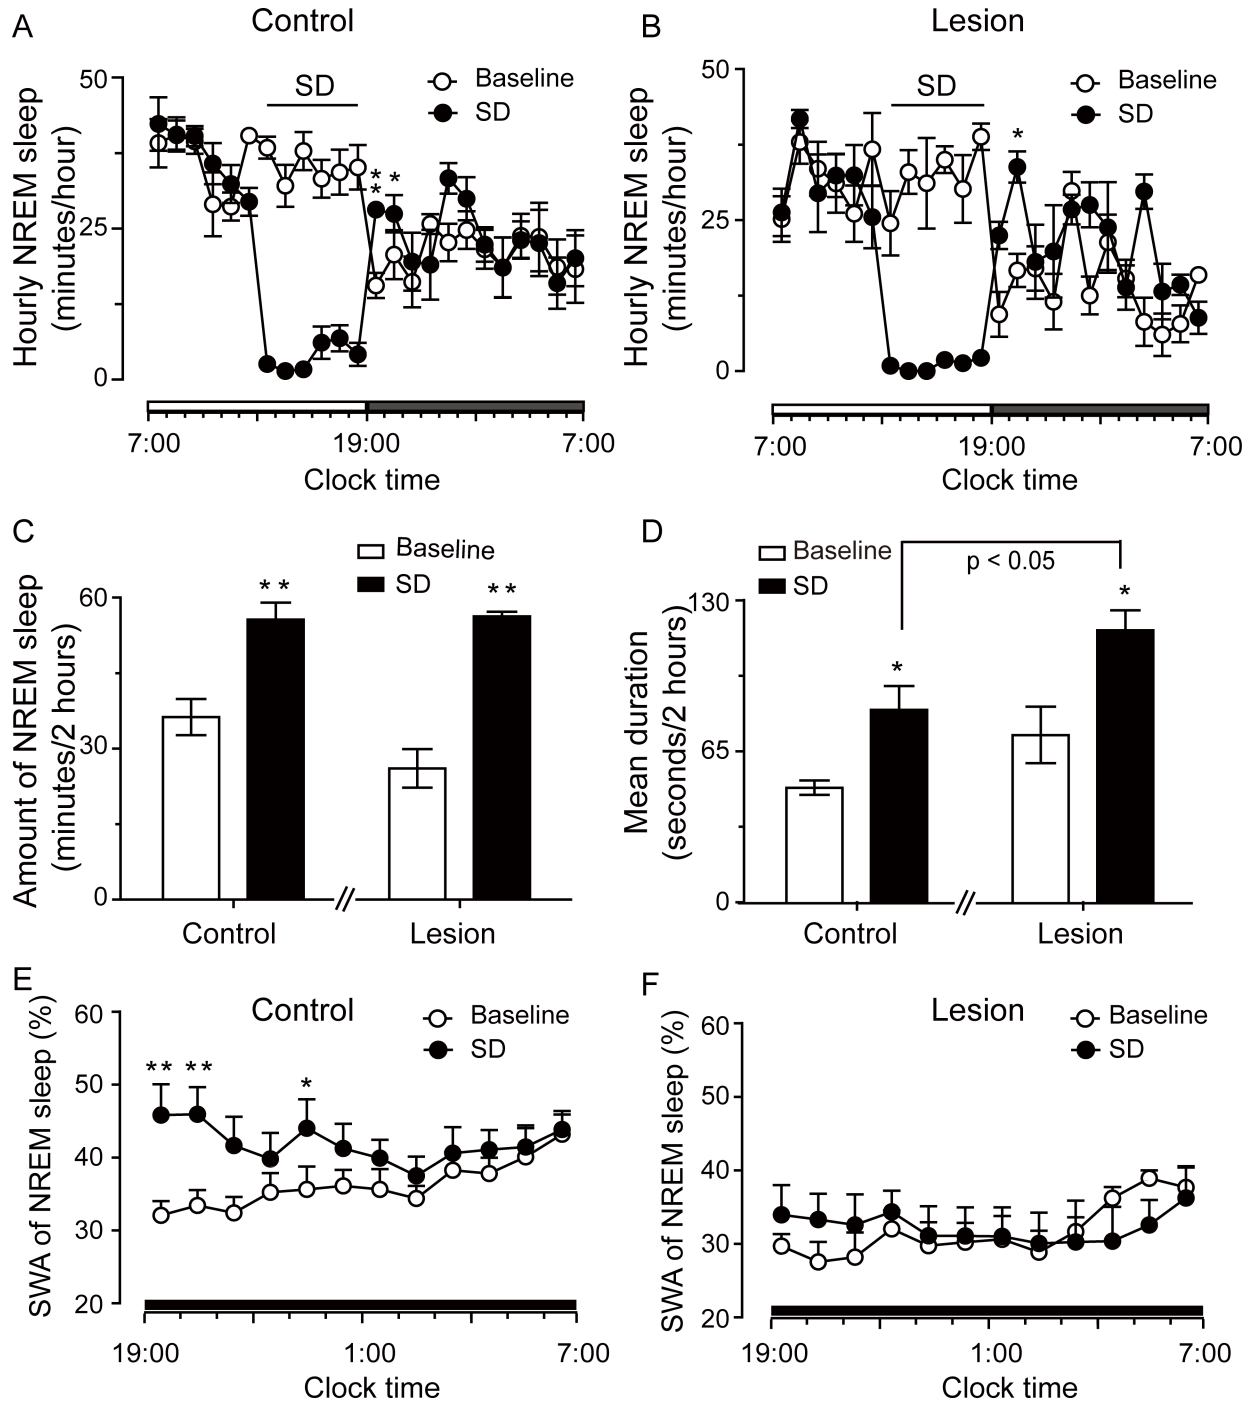 A
Control
Hourly NREM sleep
(minutes/hour)
50
25
0
SD
Baseline
SD
*
*
*
7:00
19:00
7:00
Clock time
B
Lesion
Hourly NREM sleep
(minutes/hour)
50
25
0
SD
Baseline
SD
*
7:00
19:00
7:00
Clock time
C
Amount of NREM sleep
(minutes/2 hours)
60
30
0
Baseline
SD
**
**
Control
Lesion
D
Mean duration
(seconds/2 hours)
130
65
0
Baseline
SD
p < 0.05
*
*
Control
Lesion
E
Control
SWA of NREM sleep (%)
60
50
40
30
20
Baseline
SD
** **
*
19:00
1:00
7:00
Clock time
F
Lesion
SWA of NREM sleep (%)
60
50
40
30
20
Baseline
SD
19:00
1:00
7:00
Clock time